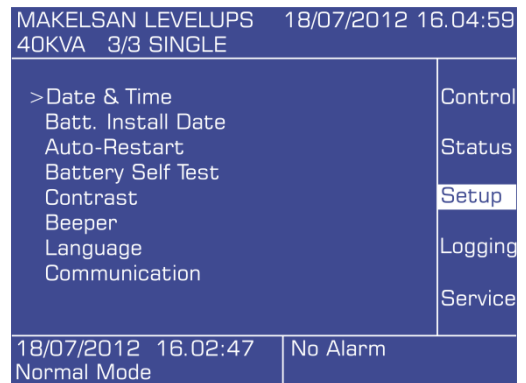 MAKELSAN LEVELUPS 18/07/2012 16.04:59
40KVA 3/3 SINGLE
>Date & Time
Batt. Install Date
Auto-Restart
Battery Self Test
Contrast
Beeper
Language
Communication
Control
Status
Setup
Logging
Service
18/07/2012 16.02:47
Normal Mode
No Alarm